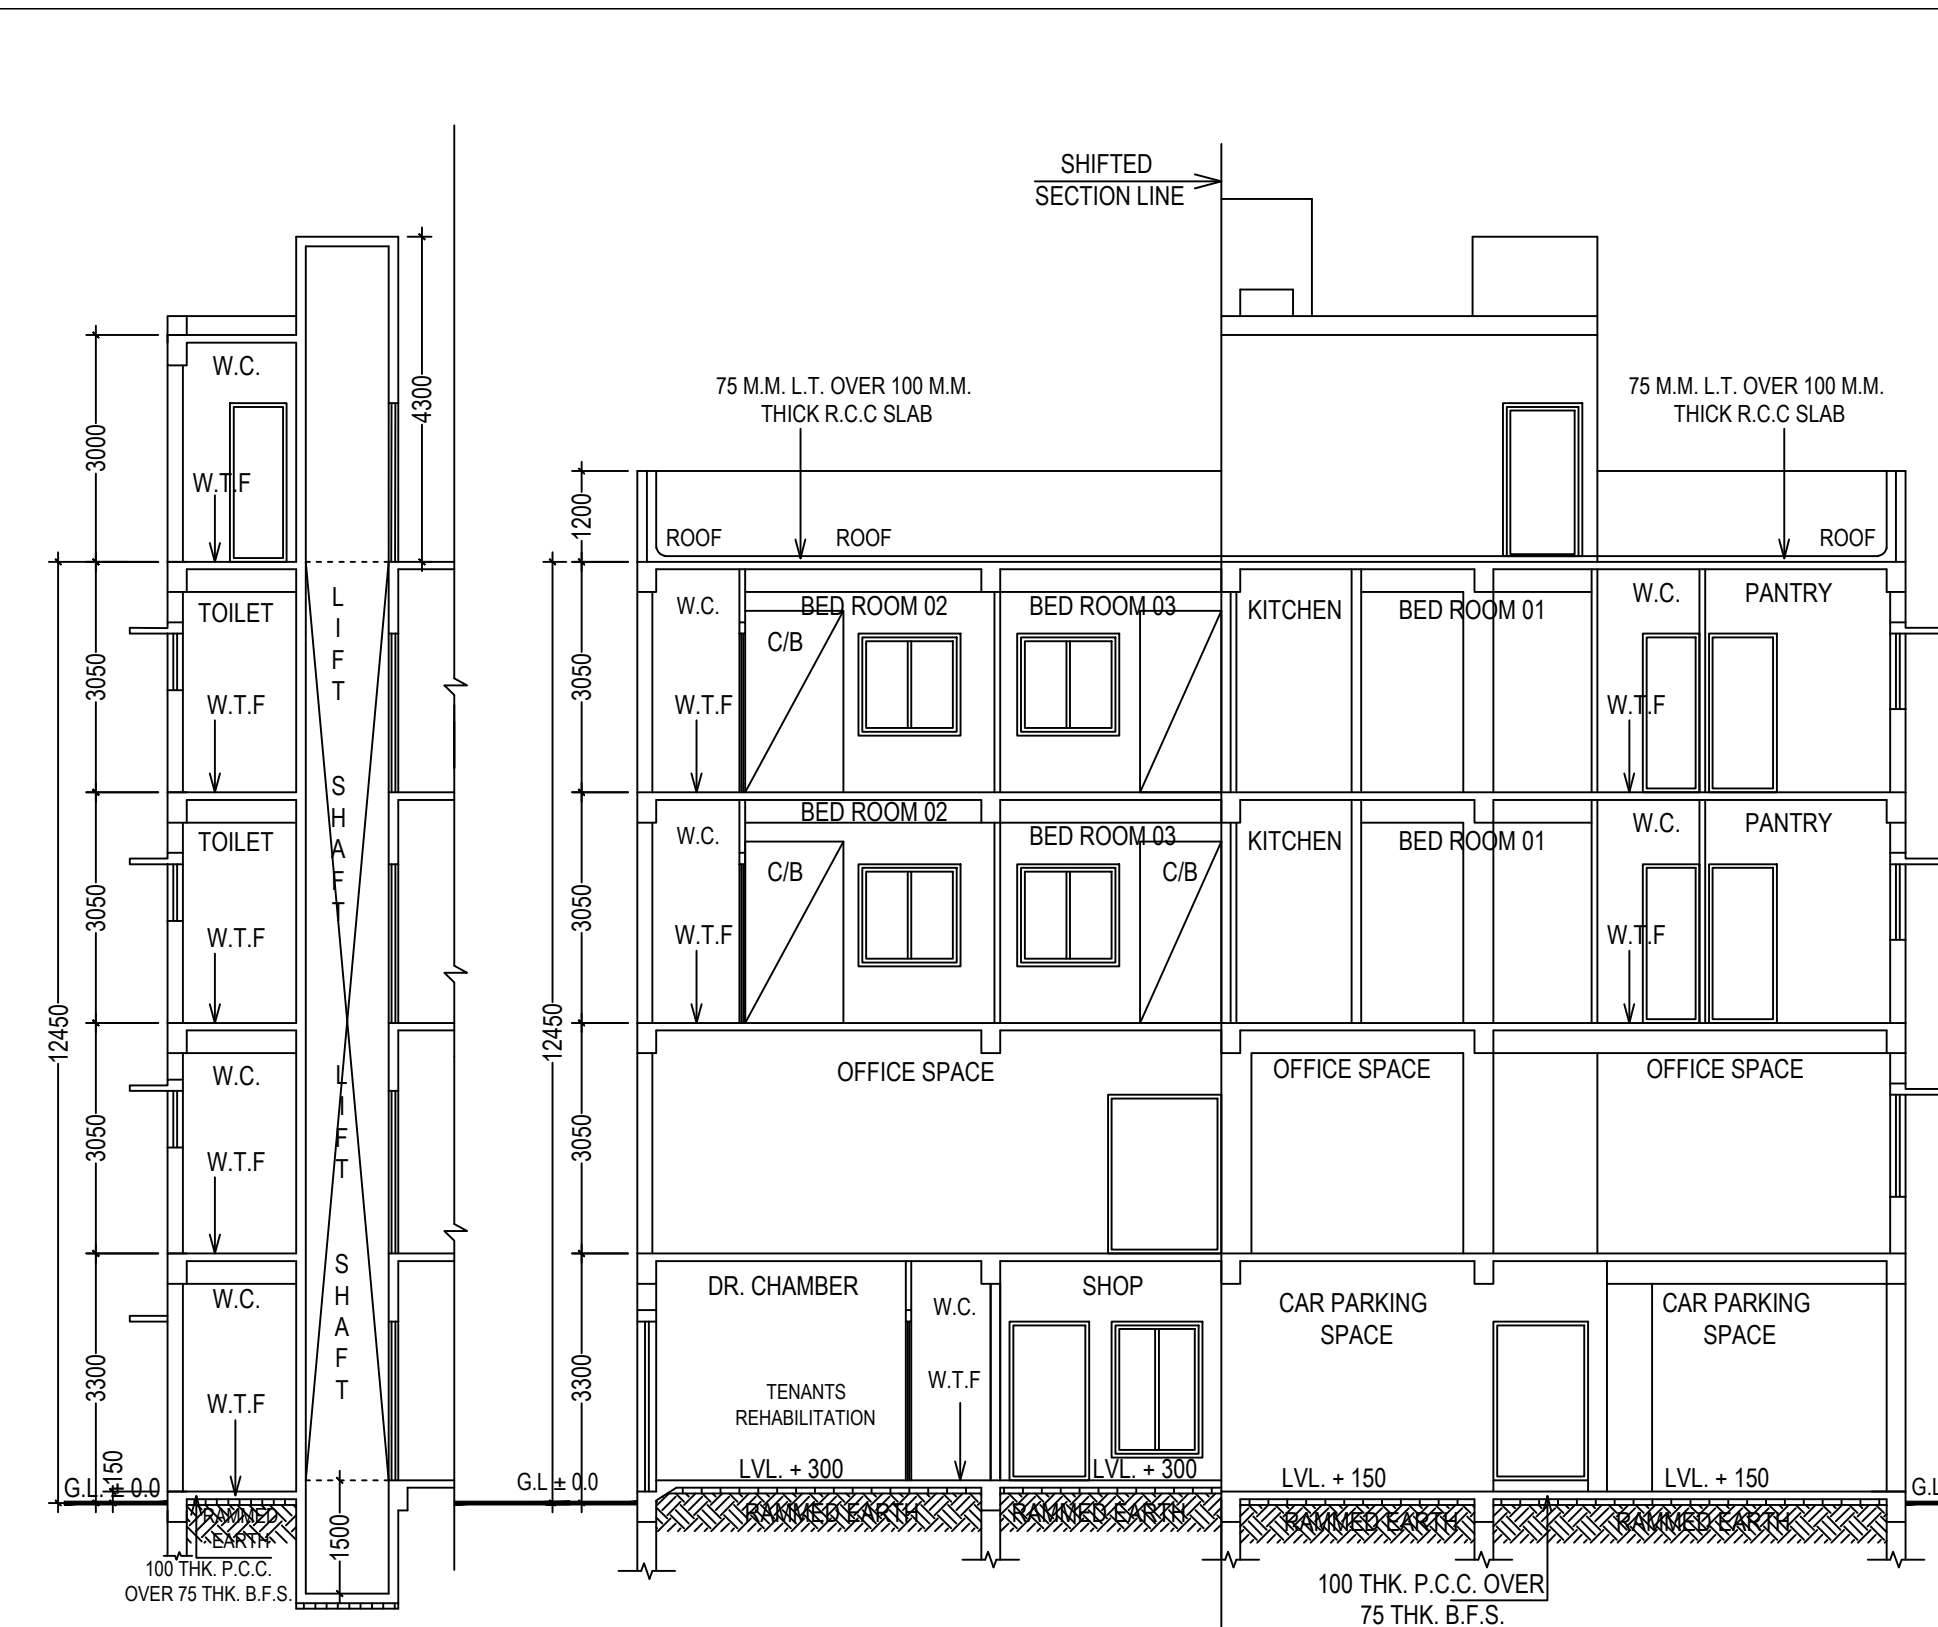 SHIFTED
SECTION LINE
W.C.
W.T.F
3000
4300
75 M.M. L.T. OVER 100 M.M.
THICK R.C.C SLAB
75 M.M. L.T. OVER 100 M.M.
THICK R.C.C SLAB
1200
ROOF
ROOF
ROOF
TOILET
W.T.F
3050
L
I
F
T
S
H
A
F
T
3050
W.C.
W.T.F
BED ROOM 02
C/B
BED ROOM 03
KITCHEN
BED ROOM 01
W.C.
W.T.F
PANTRY
TOILET
W.T.F
3050
3050
W.C.
W.T.F
BED ROOM 02
C/B
BED ROOM 03
C/B
KITCHEN
BED ROOM 01
W.C.
W.T.F
PANTRY
12450
12450
W.C.
W.T.F
3050
L
I
F
T
S
H
A
F
T
3050
OFFICE SPACE
OFFICE SPACE
OFFICE SPACE
W.C.
W.T.F
3300
3300
DR. CHAMBER
TENANTS
REHABILITATION
W.C.
W.T.F
SHOP
CAR PARKING
SPACE
CAR PARKING
SPACE
150
G.L. ± 0.0
G.L ± 0.0
LVL. + 300
LVL. + 300
LVL. + 150
LVL. + 150
G.L
RAMMED
EARTH
RAMMED EARTH
RAMMED EARTH
RAMMED EARTH
RAMMED EARTH
1500
100 THK. P.C.C.
OVER 75 THK. B.F.S.
100 THK. P.C.C. OVER
75 THK. B.F.S.